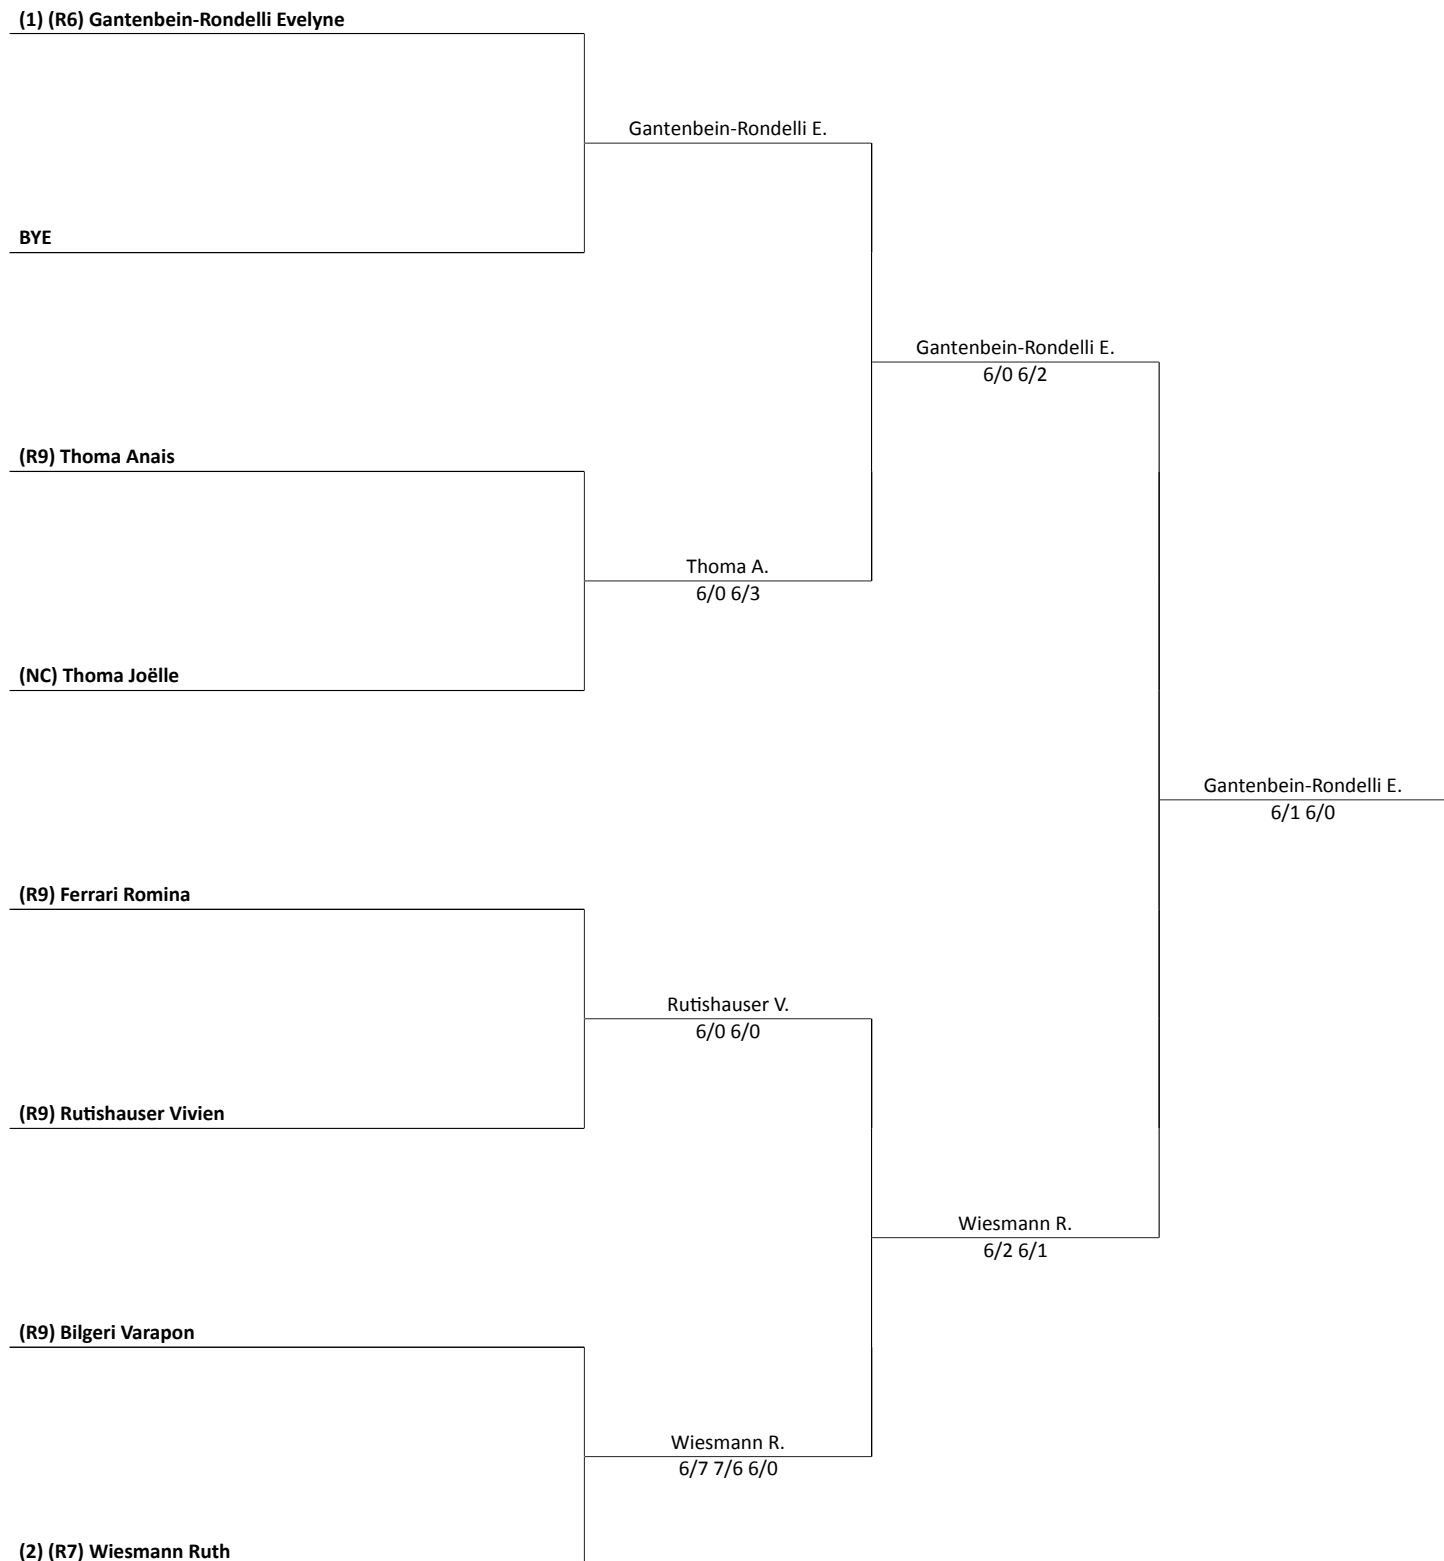 (1) (R6) Gantenbein-Rondelli Evelyne
Gantenbein-Rondelli E.
BYE
Gantenbein-Rondelli E.
6/0 6/2
(R9) Thoma Anais
Thoma A.
6/0 6/3
(NC) Thoma Joëlle
Gantenbein-Rondelli E.
6/1 6/0
(R9) Ferrari Romina
Rutishauser V.
6/0 6/0
(R9) Rutishauser Vivien
Wiesmann R.
6/2 6/1
(R9) Bilgeri Varapon
Wiesmann R.
6/7 7/6 6/0
(2) (R7) Wiesmann Ruth